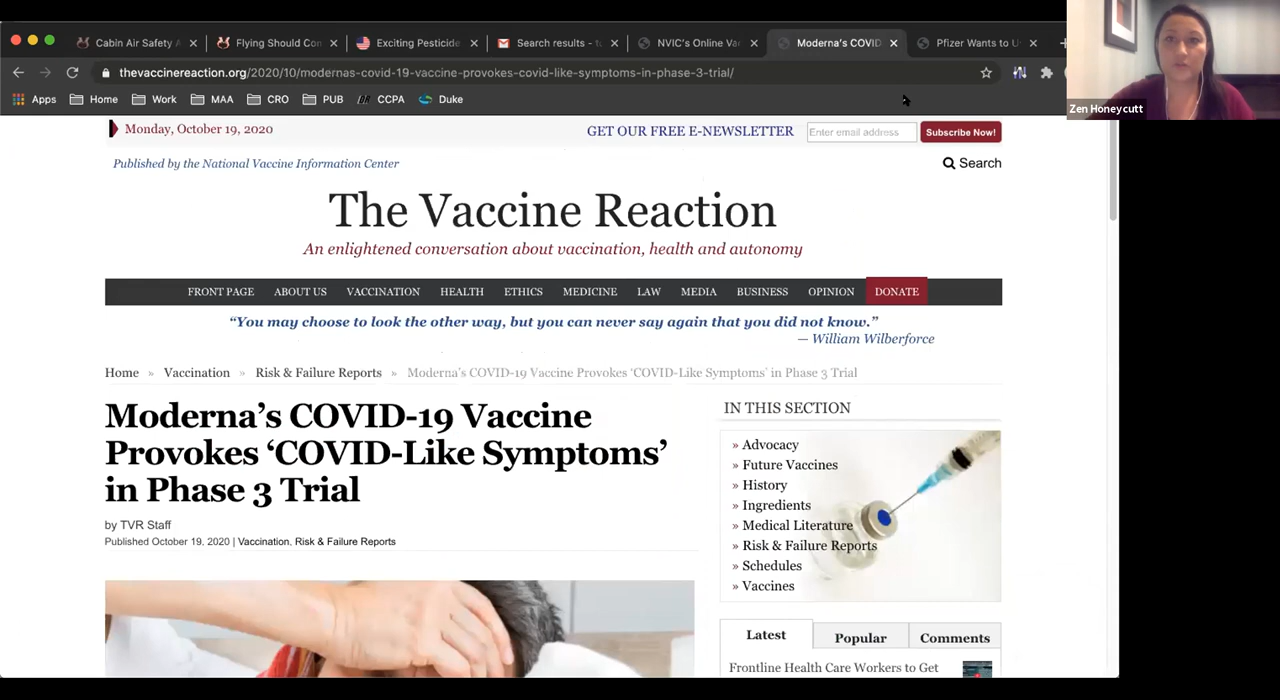 Cabin Air Safety A
Flying Should Con
Exciting Pesticide
Search results - t
NVIC's Online Va
Moderna's COVID
Pfizer Wants to U
thevaccinereaction.org/2020/10/modernas-covid-19-vaccine-provokes-covid-like-symptoms-in-phase-3-trial/
Apps Home Work MAA CRO PUB CCPA Duke
Zen Honeycutt
Monday, October 19, 2020
GET OUR FREE E-NEWSLETTER
Enter email address
Subscribe Now!
Published by the National Vaccine Information Center
Search
The Vaccine Reaction
An enlightened conversation about vaccination, health and autonomy
FRONT PAGE ABOUT US VACCINATION HEALTH ETHICS MEDICINE LAW MEDIA BUSINESS OPINION DONATE
“You may choose to look the other way, but you can never say again that you did not know.”
— William Wilberforce
Home » Vaccination » Risk & Failure Reports » Moderna’s COVID-19 Vaccine Provokes ‘COVID-Like Symptoms’ in Phase 3 Trial
Moderna’s COVID-19 Vaccine
Provokes ‘COVID-Like Symptoms’
in Phase 3 Trial
by TVR Staff
Published October 19, 2020 | Vaccination, Risk & Failure Reports
IN THIS SECTION
» Advocacy
» Future Vaccines
» History
» Ingredients
» Medical Literature
» Risk & Failure Reports
» Schedules
» Vaccines
Latest Popular Comments
Frontline Health Care Workers to Get